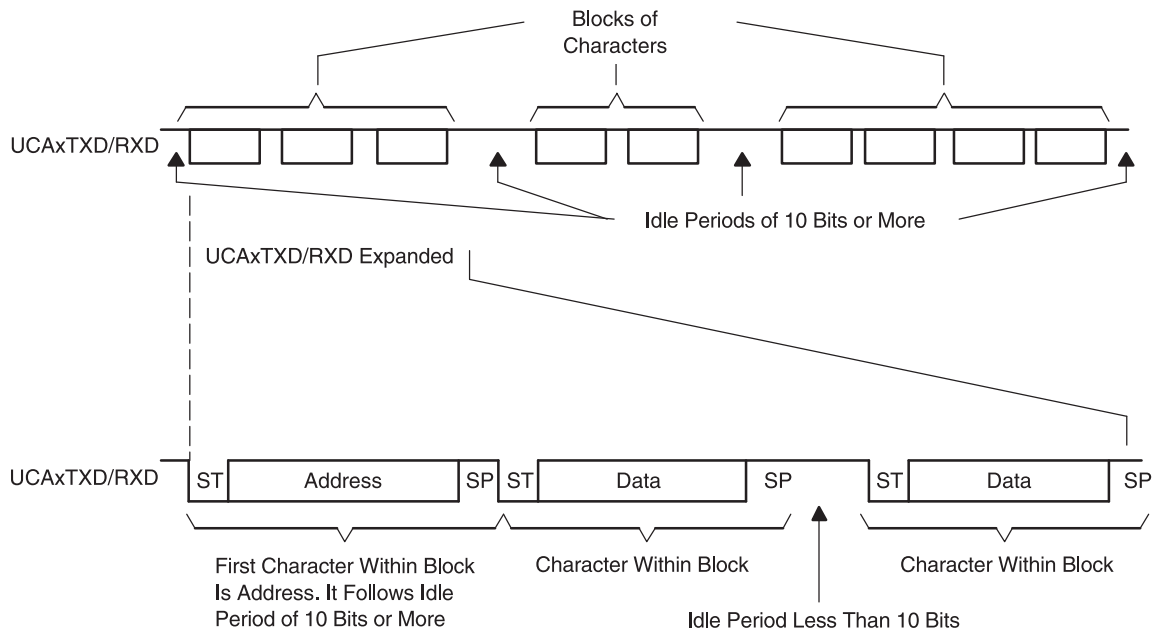 Blocks of
Characters
UCAxTXD/RXD
Idle Periods of 10 Bits or More
UCAxTXD/RXD Expanded
UCAxTXD/RXD
ST
Address
SP
ST
Data
SP
ST
Data
SP
First Character Within Block
Is Address. It Follows Idle
Period of 10 Bits or More
Character Within Block
Character Within Block
Idle Period Less Than 10 Bits